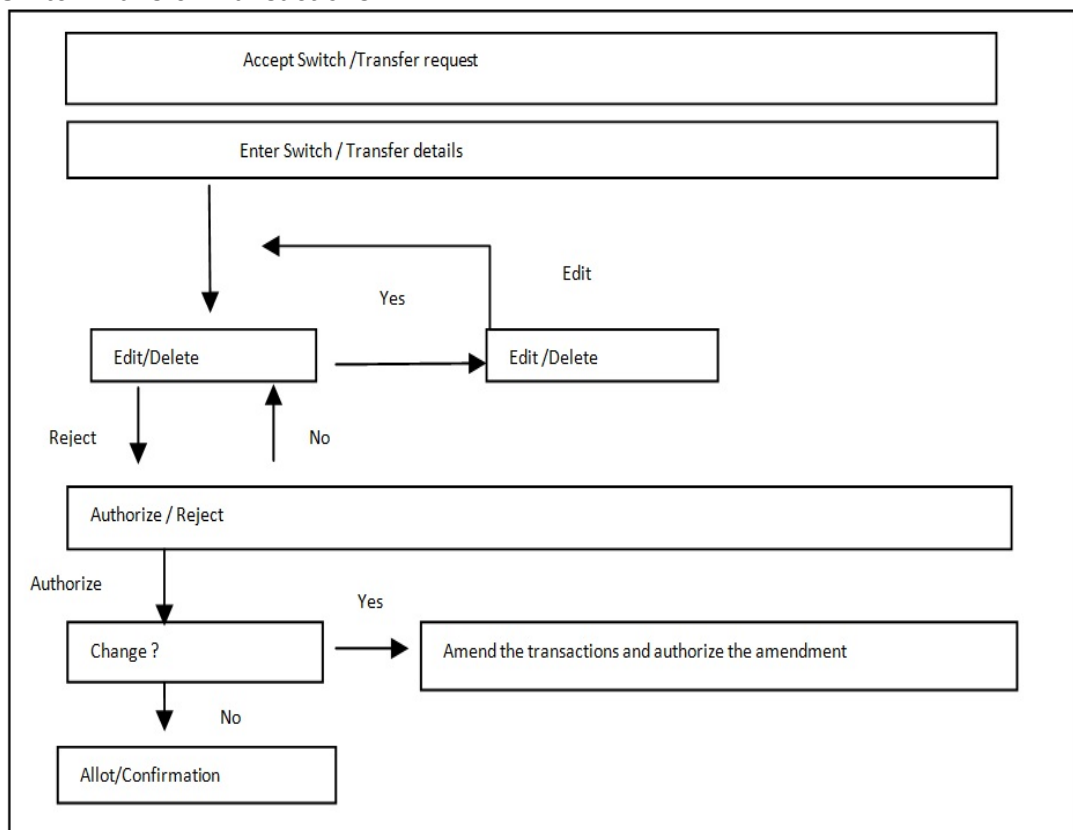 Accept Switch /Transfer request
Enter Switch / Transfer details
Edit
Yes
Edit/Delete
Edit /Delete
Reject
No
Authorize / Reject
Authorize
Yes
Change ?
Amend the transactions and authorize the amendment
No
Allot/Confirmation